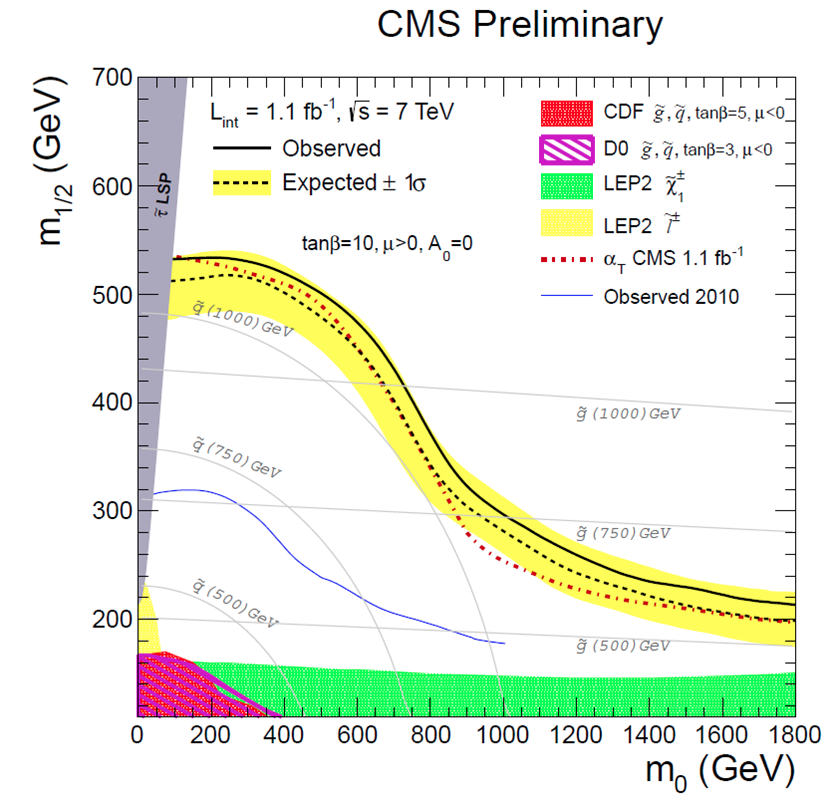 CMS Preliminary
m1/2 (GeV)
700
600
500
400
300
200
Lint = 1.1 fb-1, √s = 7 TeV
Observed
Expected ± 1σ
tanβ=10, μ>0, A0=0
CDF g̃, q̃, tanβ=5, μ<0
D0 g̃, q̃, tanβ=3, μ<0
LEP2 χ̃1±
LEP2 l̃±
αT CMS 1.1 fb-1
Observed 2010
τ̃ LSP
q̃(1000)GeV
g̃(1000)GeV
q̃(750)GeV
g̃(750)GeV
q̃(500)GeV
g̃(500)GeV
0 200 400 600 800 1000 1200 1400 1600 1800
m0 (GeV)